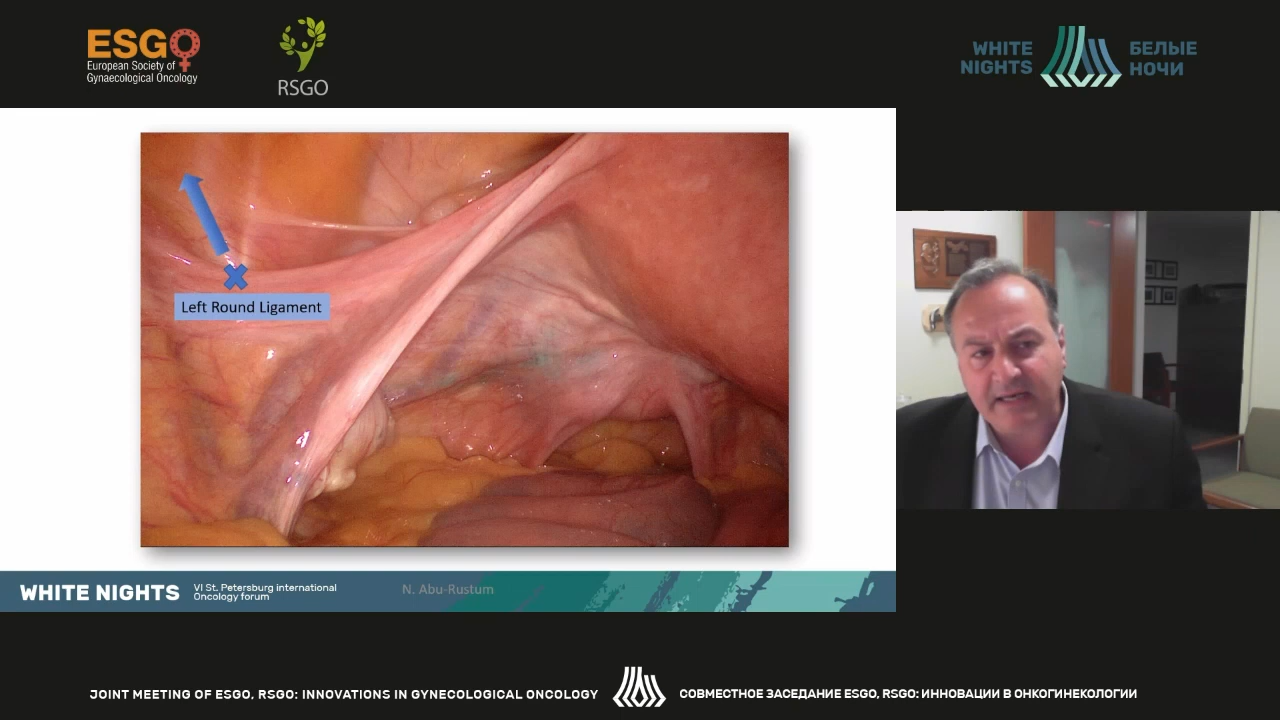 ESGO
European Society of
Gynaecological Oncology
RSGO
WHITE
NIGHTS
БЕЛЫЕ
НОЧИ
Left Round Ligament
WHITE NIGHTS
VI St. Petersburg international
Oncology forum
N. Abu-Rustum
JOINT MEETING OF ESGO, RSGO: INNOVATIONS IN GYNECOLOGICAL ONCOLOGY
СОВМЕСТНОЕ ЗАСЕДАНИЕ ESGO, RSGO: ИННОВАЦИИ В ОНКОГИНЕКОЛОГИИ